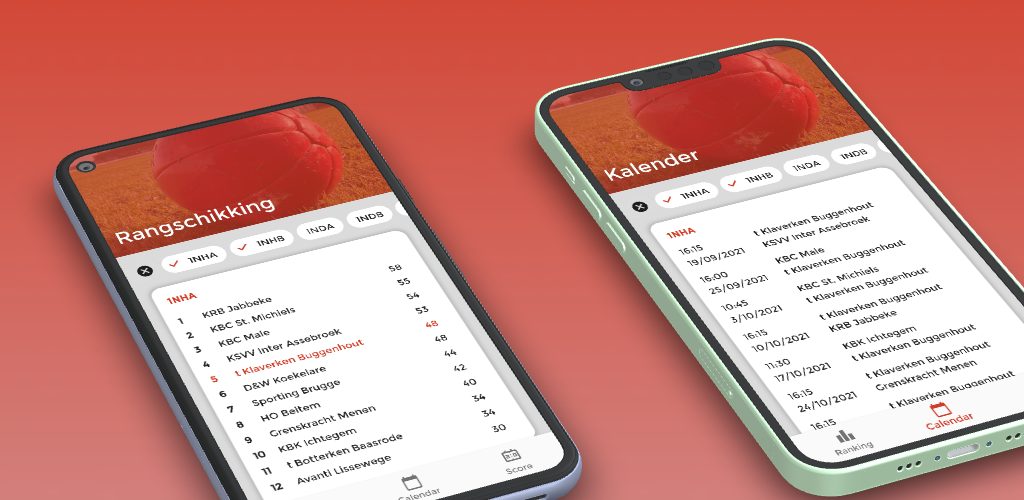 Rangschikking
1NHA
1NHB
1NDA
1NDB
1NHA
1 KRB Jabbeke 58
2 KBC St. Michiels 55
3 KBC Male 54
4 KSVV Inter Assebroek 53
5 t Klaverken Buggenhout 48
6 D&W Koekelare 48
7 Sporting Brugge 44
8 HO Beitem 42
9 Grenskracht Menen 40
10 KBK Ichtegem 34
11 t Botterken Baasrode 34
12 Avanti Lissewege 30
Calendar
Score
Kalender
1NHA
1NHB
1NDA
1NDB
1NHA
16:15 t Klaverken Buggenhout
19/09/2021 KSVV Inter Assebroek
16:00 KBC Male
25/09/2021 t Klaverken Buggenhout
10:45 KBC St. Michiels
3/10/2021 t Klaverken Buggenhout
16:15 t Klaverken Buggenhout
10/10/2021 KRB Jabbeke
11:30 KBK Ichtegem
17/10/2021 t Klaverken Buggenhout
16:15 t Klaverken Buggenhout
24/10/2021 Grenskracht Menen
16:15 t Klaverken Buggenhout
Ranking
Calendar